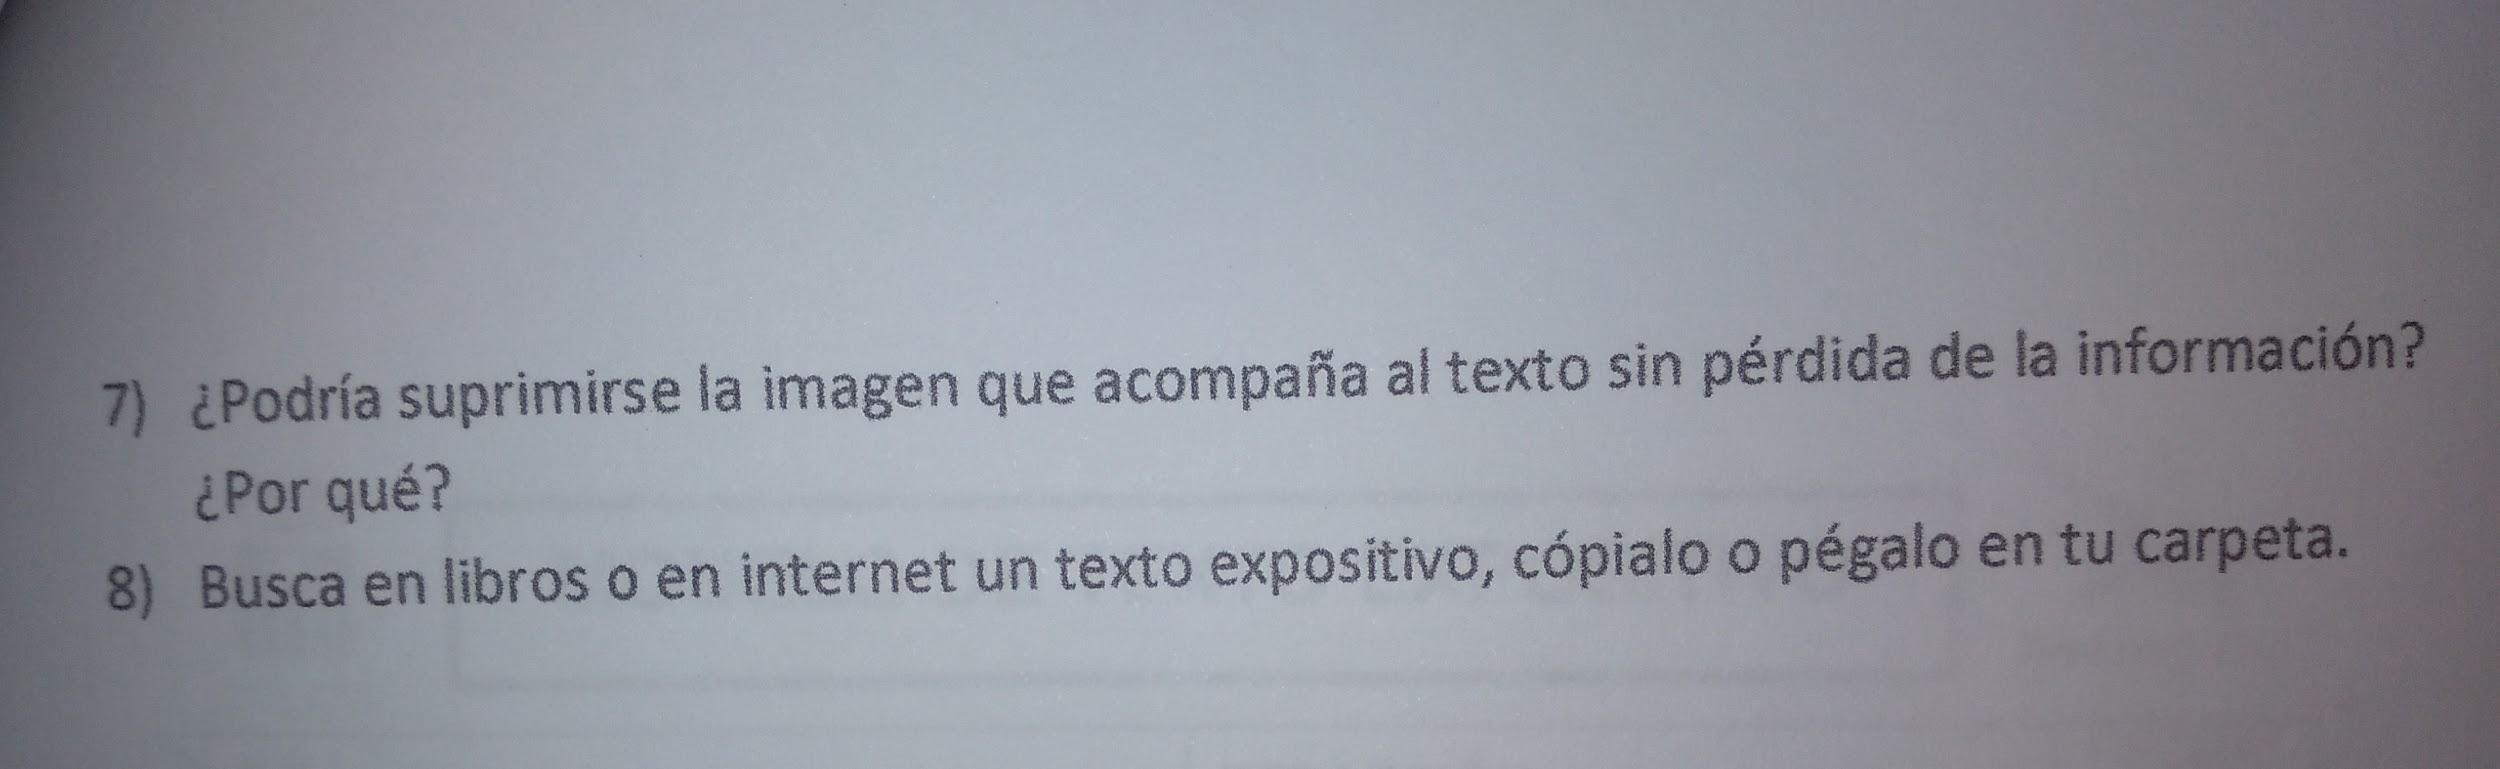 7) ¿Podría suprimirse la imagen que acompaña al texto sin pérdida de la información?
¿Por qué?
8) Busca en libros o en internet un texto expositivo, cópialo o pégalo en tu carpeta.